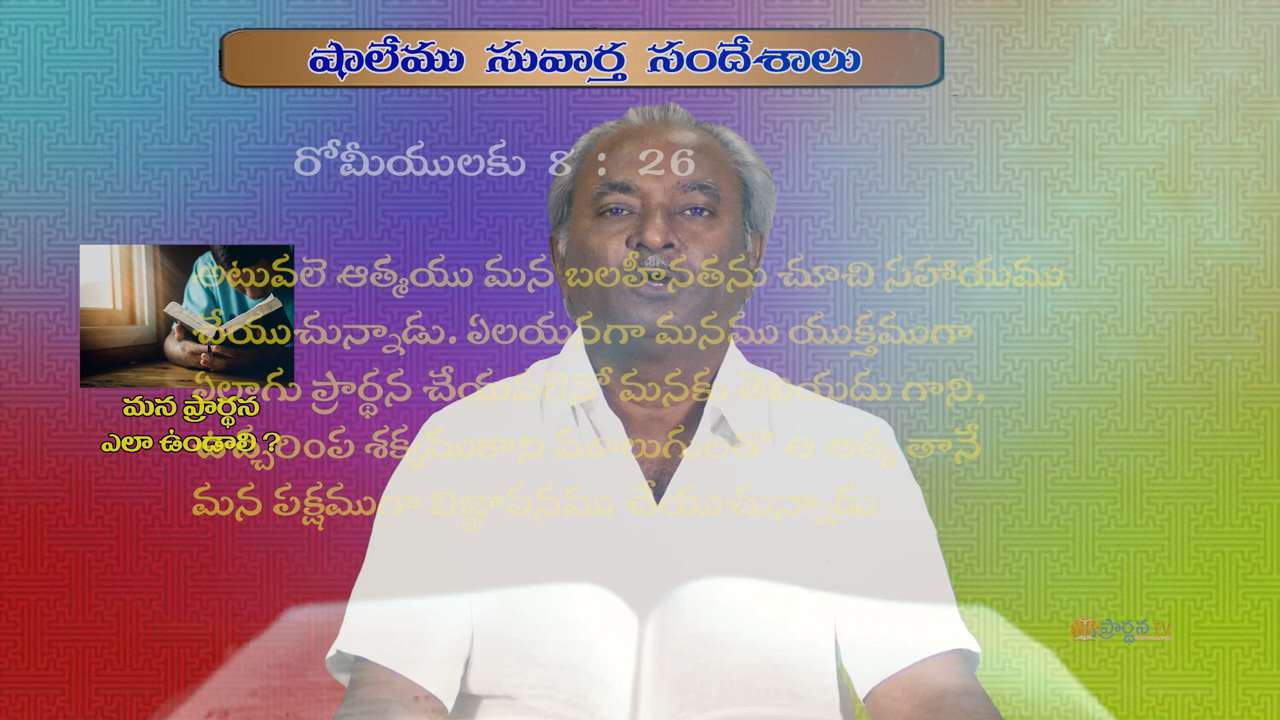 షాలేము సువార్త సందేశాలు
రోమీయులకు 8 : 26
అటువలె ఆత్మయు మన బలహీనతను చూచి సహాయము
చేయుచున్నాడు. ఏలయనగా మనము యుక్తముగా
ఏలాగు ప్రార్థన చేయవలెనో మనకు తెలియదు గాని,
ఉచ్చరింప శక్యముకాని మూలుగులతో ఆ ఆత్మ తానే
మన పక్షముగా విజ్ఞాపనము చేయుచున్నాడు
మన ప్రార్థన
ఎలా ఉండాలి ?
ప్రార్థన TV